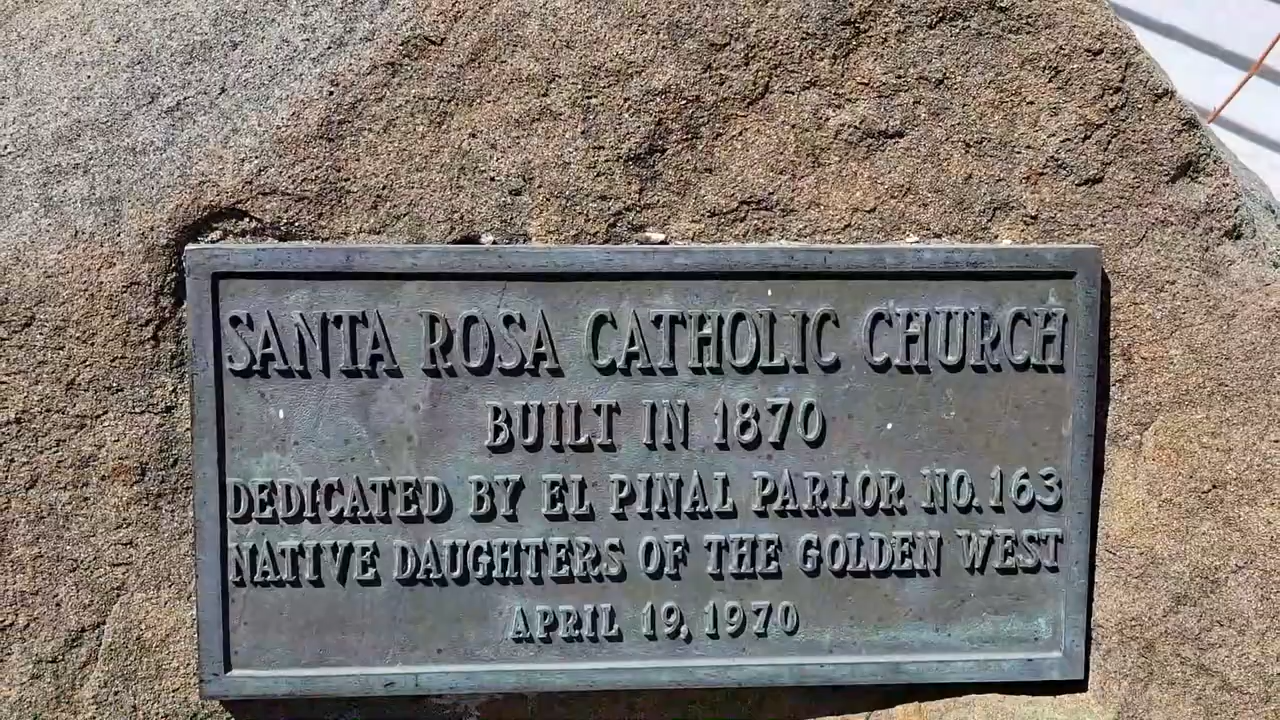 SANTA ROSA CATHOLIC CHURCH
BUILT IN 1870
DEDICATED BY EL PINAL PARLOR NO. 163
NATIVE DAUGHTERS OF THE GOLDEN WEST
APRIL 19, 1970